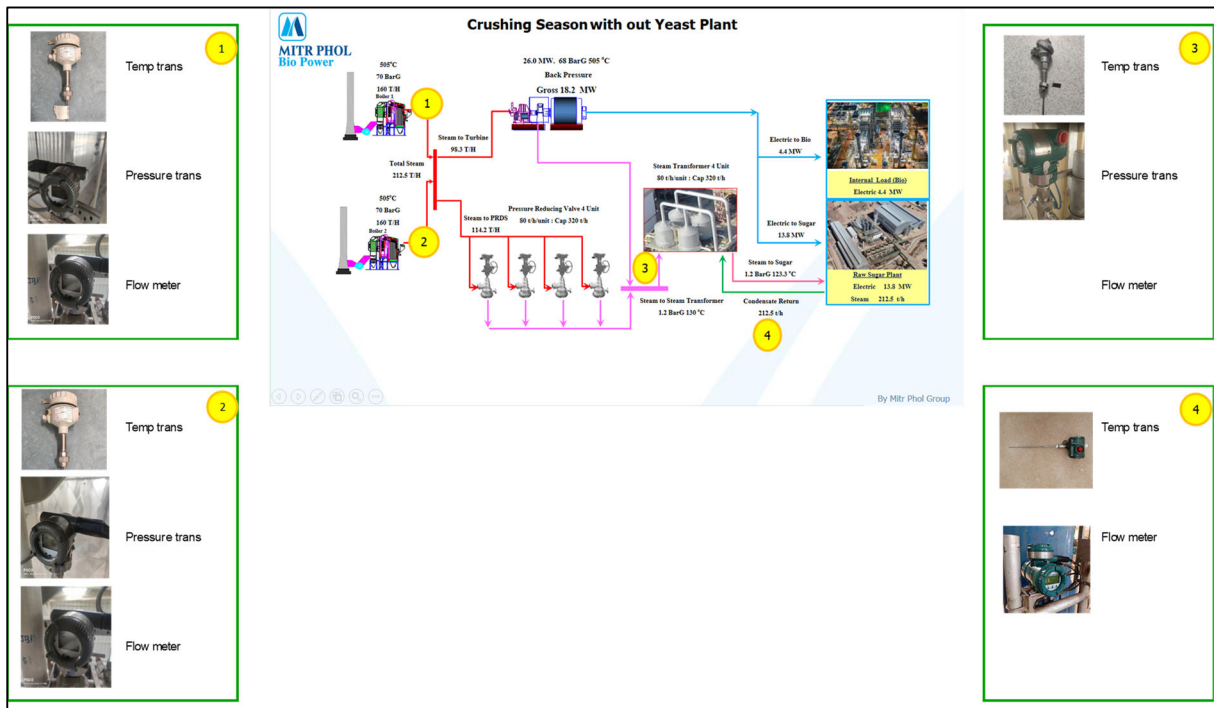 1
Temp trans
Pressure trans
Flow meter
2
Temp trans
Pressure trans
Flow meter
Crushing Season with out Yeast Plant
MITR PHOL
Bio Power
505°C
70 BarG
160 T/H
Boiler 1
1
26.0 MW. 68 BarG 505 °C
Back Pressure
Gross 18.2 MW
Steam to Turbine
98.3 T/H
Total Steam
212.5 T/H
505°C
70 BarG
160 T/H
Boiler 2
2
Steam to PRDS
114.2 T/H
Pressure Reducing Valve 4 Unit
80 t/h/unit : Cap 320 t/h
Steam Transformer 4 Unit
80 t/h/unit : Cap 320 t/h
3
Steam to Steam Transformer
1.2 BarG 130 °C
Electric to Bio
4.4 MW
Internal Load (Bio)
Electric 4.4 MW
Electric to Sugar
13.8 MW
Steam to Sugar
1.2 BarG 123.3 °C
Condensate Return
212.5 t/h
4
Raw Sugar Plant
Electric 13.8 MW
Steam 212.5 t/h
By Mitr Phol Group
3
Temp trans
Pressure trans
Flow meter
4
Temp trans
Flow meter